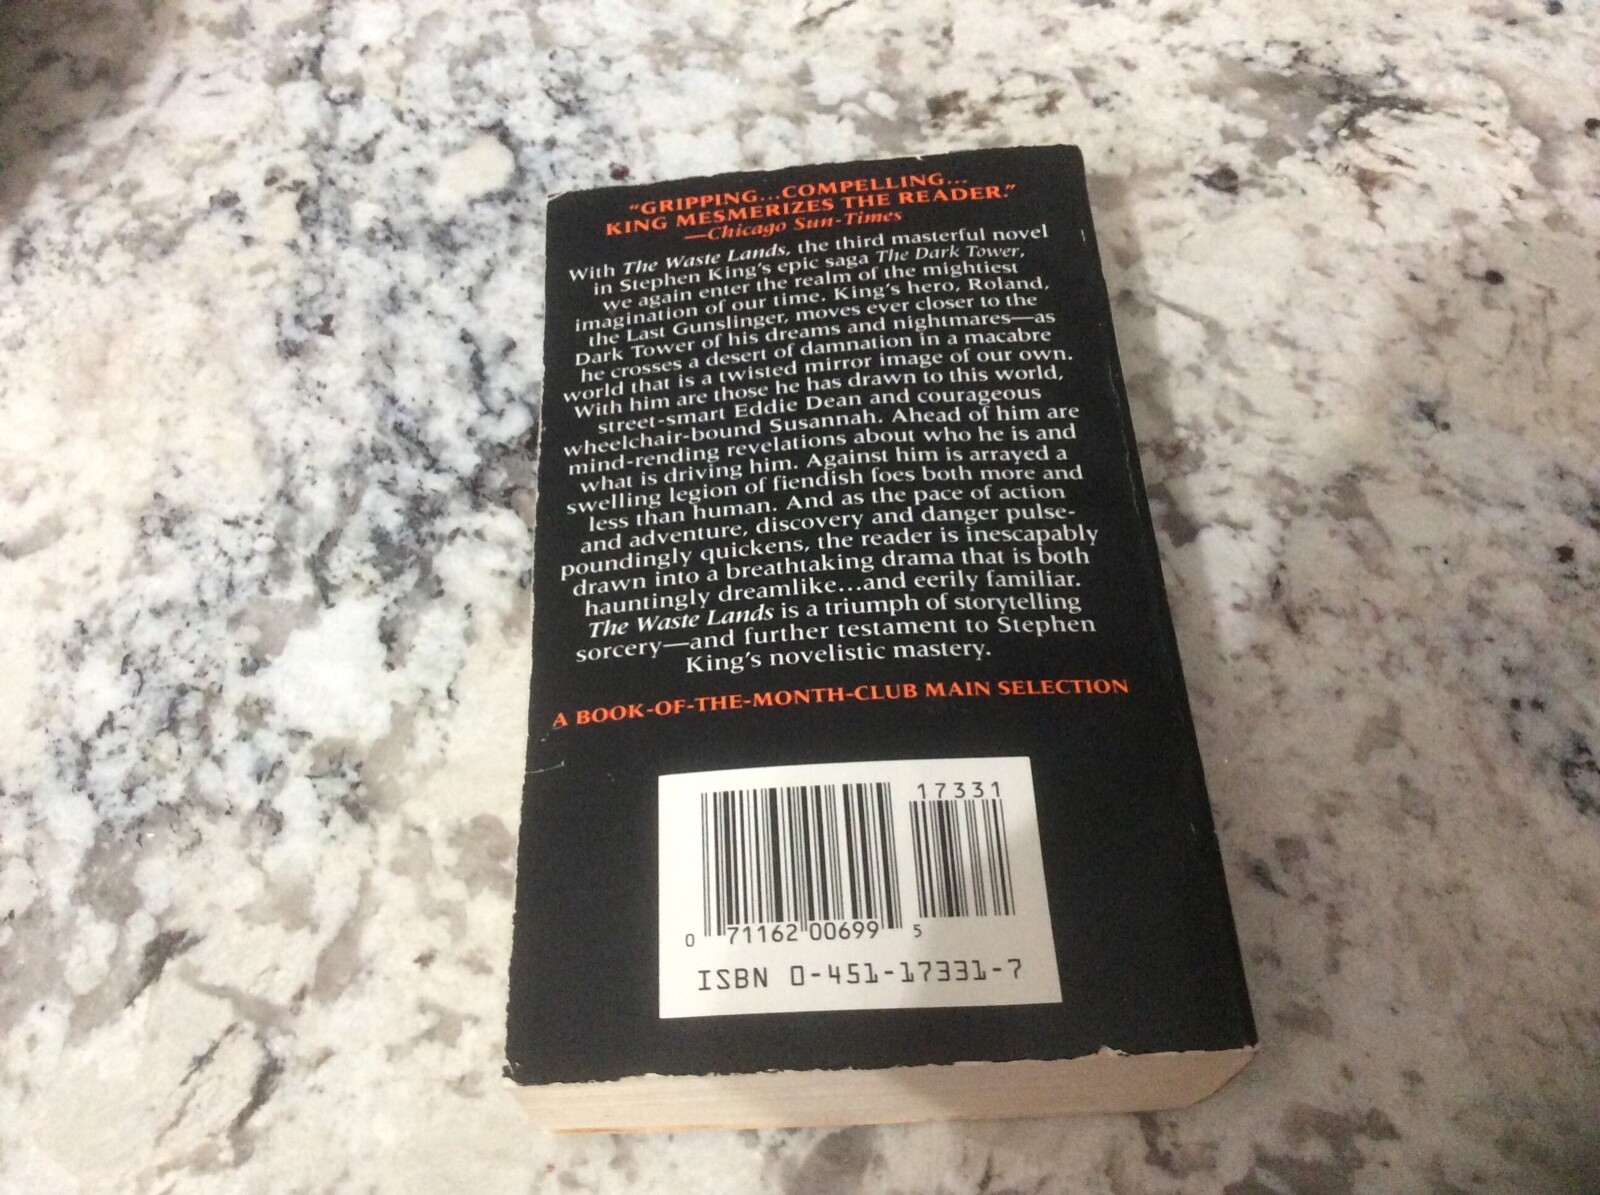 "GRIPPING...COMPELLING...
KING MESMERIZES THE READER."
—Chicago Sun-Times
With The Waste Lands, the third masterful novel
in Stephen King's epic saga The Dark Tower,
we again enter the realm of the mightiest
imagination of our time. King's hero, Roland,
the Last Gunslinger, moves ever closer to the
Dark Tower of his dreams and nightmares—as
he crosses a desert of damnation in a macabre
world that is a twisted mirror image of our own.
With him are those he has drawn to this world,
street-smart Eddie Dean and courageous
wheelchair-bound Susannah. Ahead of him are
mind-rending revelations about who he is and
what is driving him. Against him is arrayed a
swelling legion of fiendish foes both more and
less than human. And as the pace of action
and adventure, discovery and danger pulse-
poundingly quickens, the reader is inescapably
drawn into a breathtaking drama that is both
hauntingly dreamlike...and eerily familiar.
The Waste Lands is a triumph of storytelling
sorcery—and further testament to Stephen
King's novelistic mastery.
A BOOK-OF-THE-MONTH-CLUB MAIN SELECTION
17331
0 71162 00699 5
ISBN 0-451-17331-7